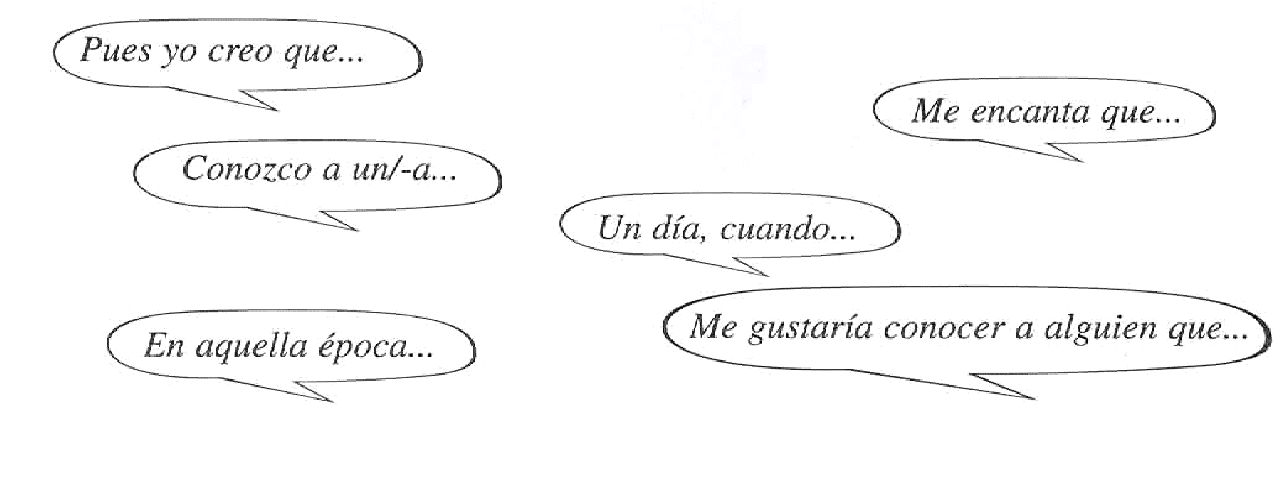 Pues yo creo que...
Me encanta que...
Conozco a un/-a...
Un día, cuando...
En aquella época...
Me gustaría conocer a alguien que...